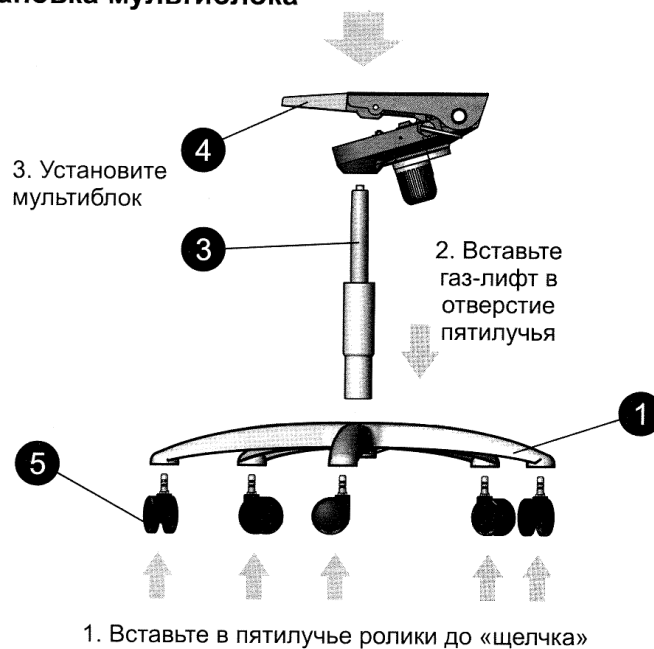 мультиблока
4
3. Установите
мультиблок
3
2. Вставьте
газ-лифт в
отверстие
пятилучья
1
5
1. Вставьте в пятилучье ролики до «щелчка»